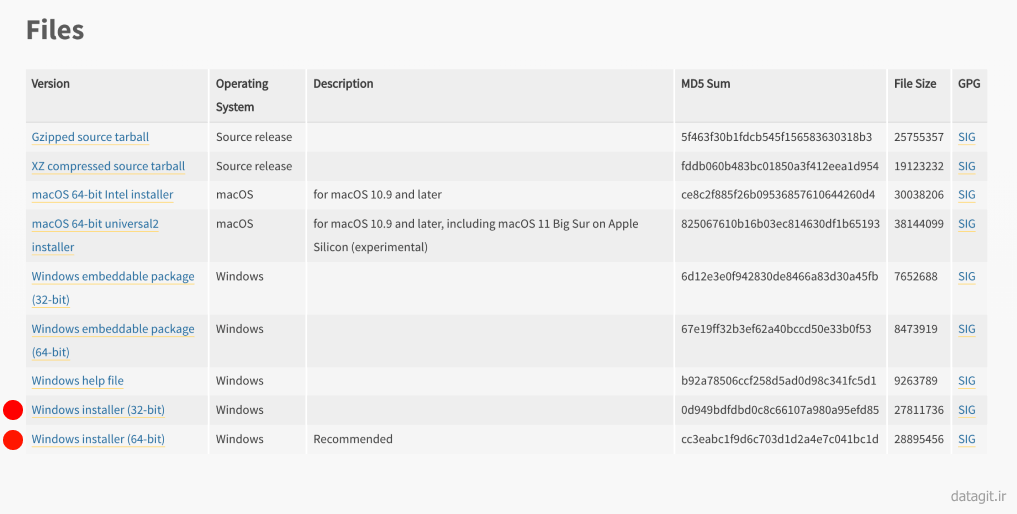 Files
Version Operating System Description MD5 Sum File Size GPG
Gzipped source tarball Source release 5f463f30b1fdcb545f156583630318b3 25755357 SIG
XZ compressed source tarball Source release fddb060b483bc01850a3f412eea1d954 19123232 SIG
macOS 64-bit Intel installer macOS for macOS 10.9 and later ce8c2f885f26b09536857610644260d4 30038206 SIG
macOS 64-bit universal2 installer macOS for macOS 10.9 and later, including macOS 11 Big Sur on Apple Silicon (experimental) 825067610b16b03ec814630df1b65193 38144099 SIG
Windows embeddable package (32-bit) Windows 6d12e3e0f942830de8466a83d30a45fb 7652688 SIG
Windows embeddable package (64-bit) Windows 67e19ff32b3ef62a40bccd50e33b0f53 8473919 SIG
Windows help file Windows b92a78506ccf258d5ad0d98c341fc5d1 9263789 SIG
Windows installer (32-bit) Windows 0d949bdfdbd0c8c66107a980a95efd85 27811736 SIG
Windows installer (64-bit) Windows Recommended cc3eabc1f9d6c703d1d2a4e7c041bc1d 28895456 SIG
datagit.ir